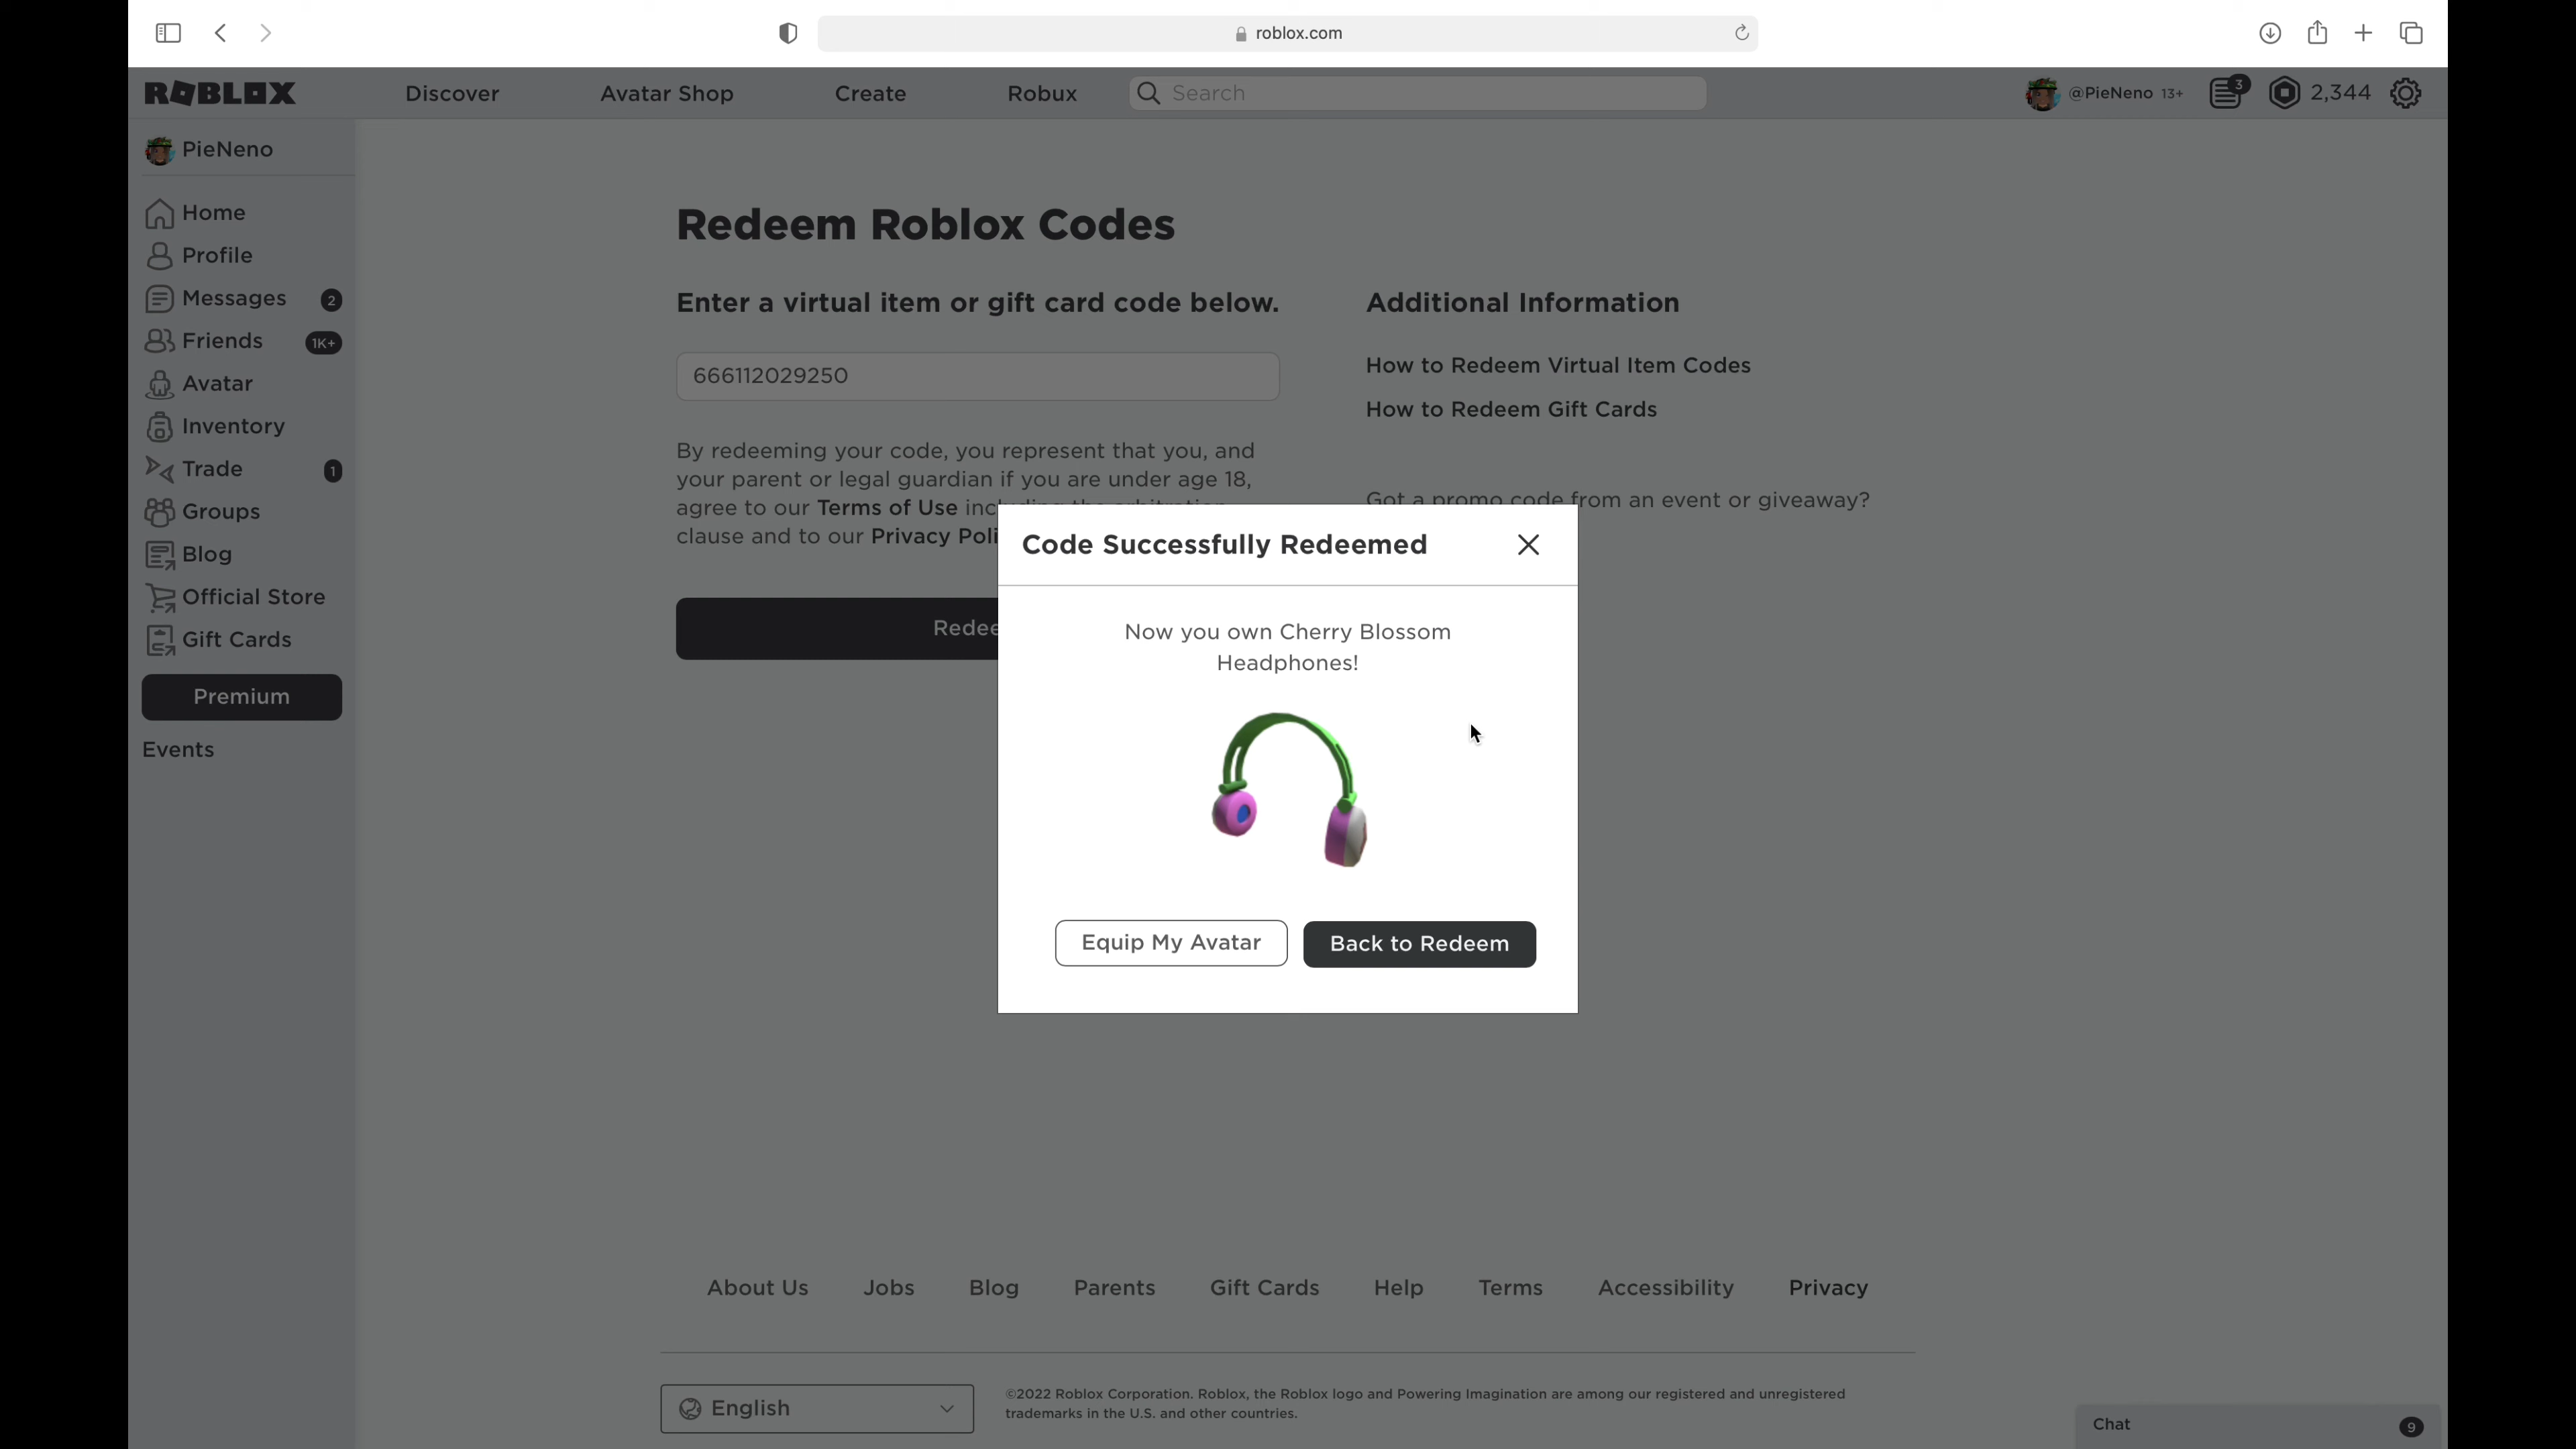 roblox.com
ROBLOX
Discover
Avatar Shop
Create
Robux
Search
@PieNeno 13+
3
2,344
PieNeno
Home
Profile
Messages 2
Friends 1K+
Avatar
Inventory
Trade 1
Groups
Blog
Official Store
Gift Cards
Premium
Events
Redeem Roblox Codes
Enter a virtual item or gift card code below.
666112029250
By redeeming your code, you represent that you, and
your parent or legal guardian if you are under age 18,
agree to our Terms of Use including the arbitration
clause and to our Privacy Poli
Redee
Additional Information
How to Redeem Virtual Item Codes
How to Redeem Gift Cards
Got a promo code from an event or giveaway?
Code Successfully Redeemed
Now you own Cherry Blossom
Headphones!
Equip My Avatar
Back to Redeem
About Us
Jobs
Blog
Parents
Gift Cards
Help
Terms
Accessibility
Privacy
English
©2022 Roblox Corporation. Roblox, the Roblox logo and Powering Imagination are among our registered and unregistered
trademarks in the U.S. and other countries.
Chat 9